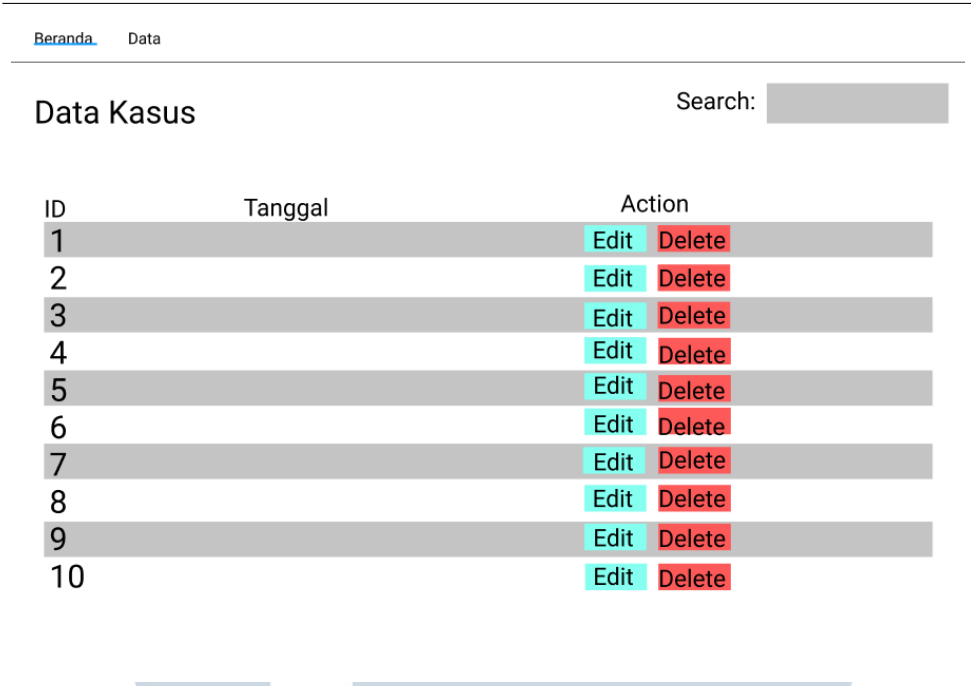 Beranda Data
Data Kasus Search:
ID Tanggal Action
1 Edit Delete
2 Edit Delete
3 Edit Delete
4 Edit Delete
5 Edit Delete
6 Edit Delete
7 Edit Delete
8 Edit Delete
9 Edit Delete
10 Edit Delete